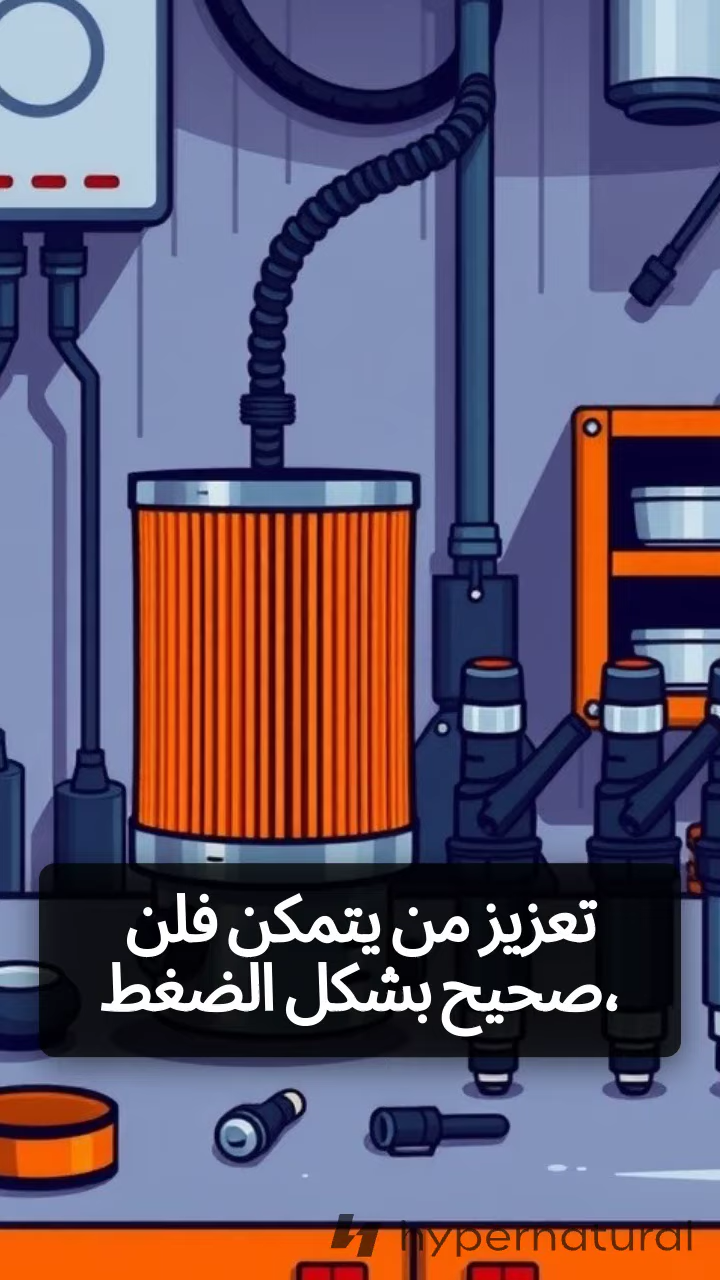 تعزيز من يتمكن فلن
،صحيح بشكل الضغط
hypernatural